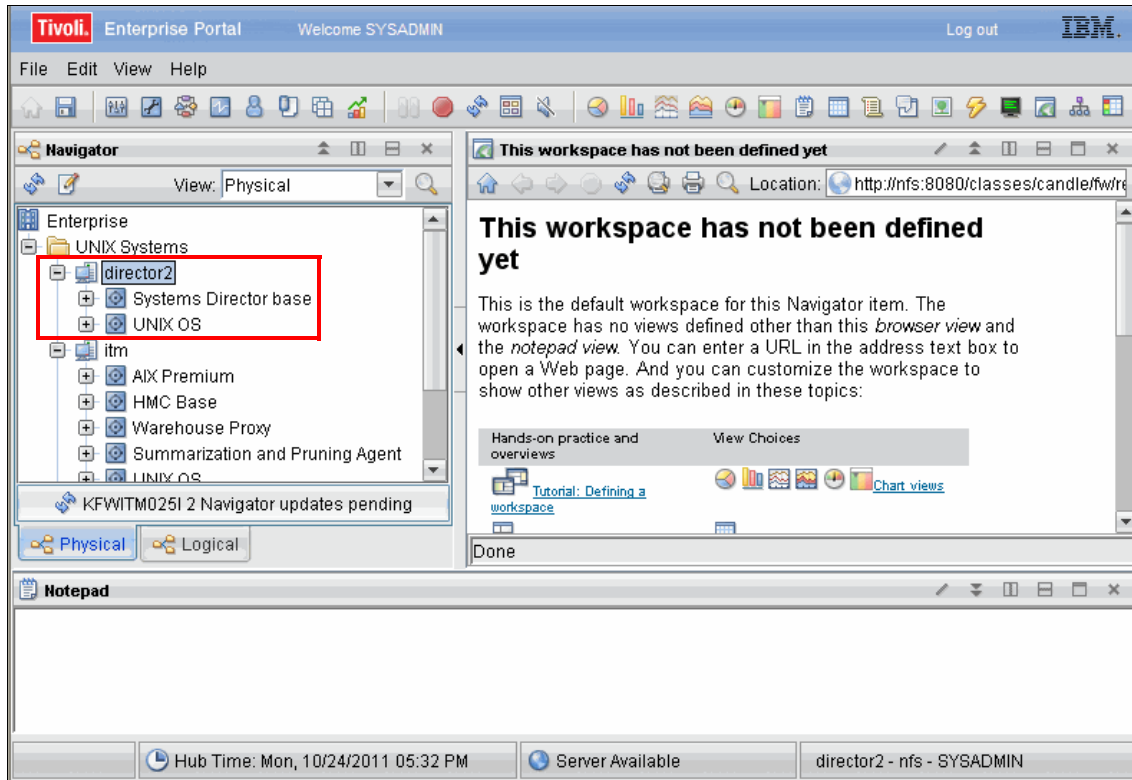 Tivoli. Enterprise Portal Welcome SYSADMIN Log out IBM.
File Edit View Help
Navigator
View: Physical
Enterprise
UNIX Systems
director2
Systems Director base
UNIX OS
itm
AIX Premium
HMC Base
Warehouse Proxy
Summarization and Pruning Agent
UNIX OS
KFWITM025I 2 Navigator updates pending
Physical Logical
This workspace has not been defined yet
Location: http://nfs:8080/classes/candle/fw/re
This workspace has not been defined
yet
This is the default workspace for this Navigator item. The
workspace has no views defined other than this browser view and
the notepad view. You can enter a URL in the address text box to
open a Web page. And you can customize the workspace to
show other views as described in these topics:
Hands-on practice and
overviews
View Choices
Tutorial: Defining a
workspace
Chart views
Done
Notepad
Hub Time: Mon, 10/24/2011 05:32 PM Server Available director2 - nfs - SYSADMIN